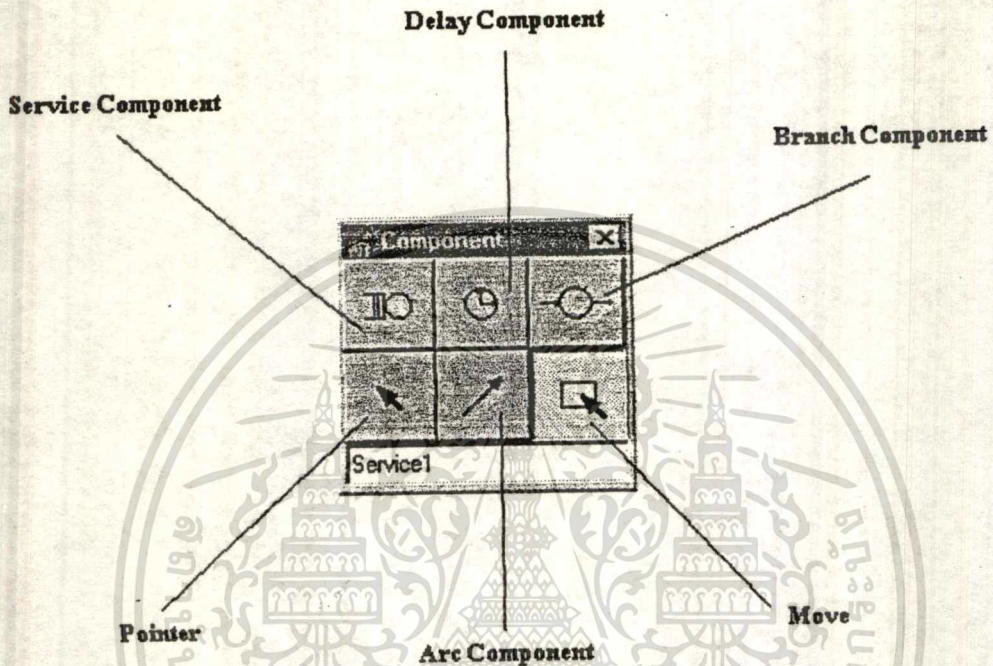 Delay Component
Service Component
Branch Component
Component
Service1
Pointer
Move
Arc Component